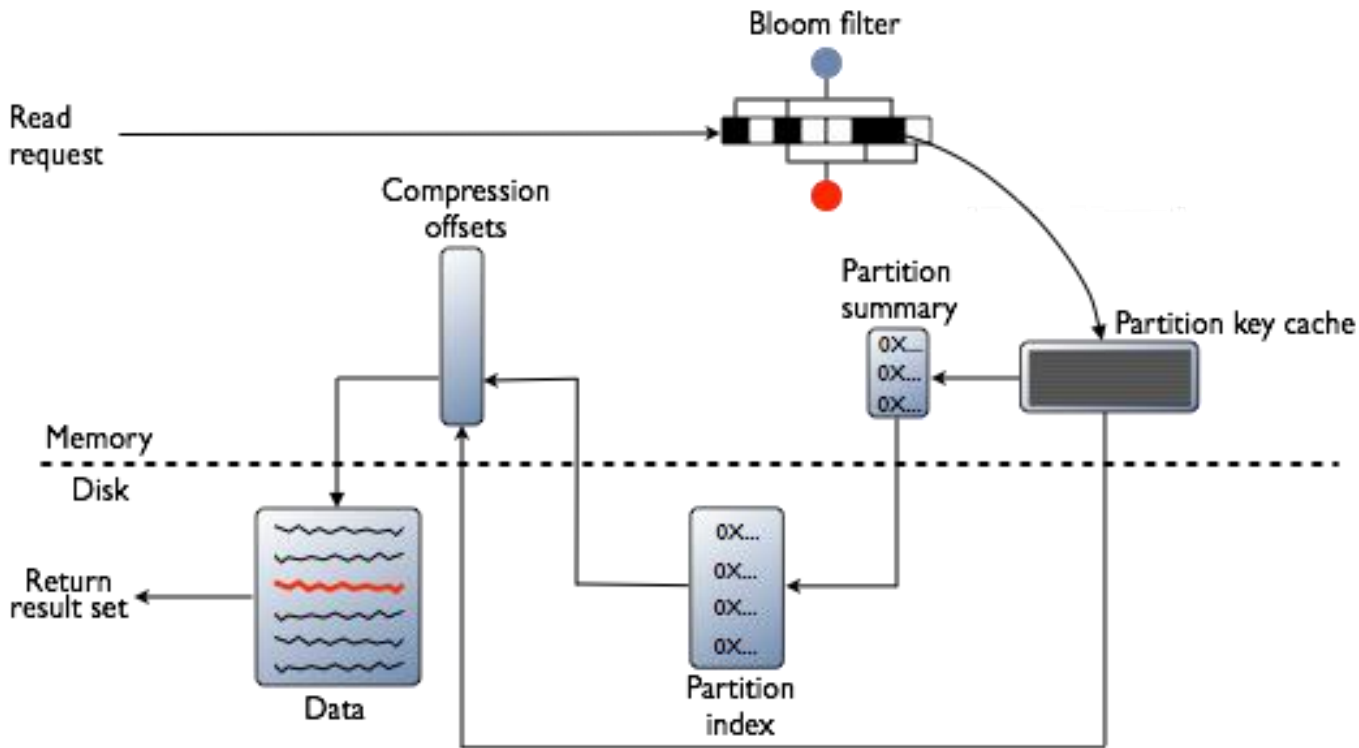 Bloom filter
Read
request
Compression
offsets
Partition
summary
Partition key cache
0X...
0X...
0X...
Memory
Disk
0X...
0X...
0X...
0X...
Return
result set
Data
Partition
index